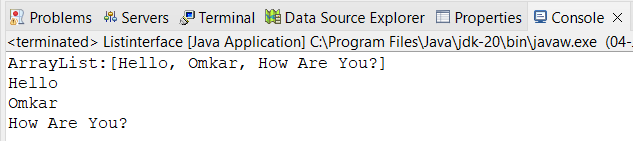 Problems Servers Terminal Data Source Explorer Properties Console
<terminated> Listinterface [Java Application] C:\Program Files\Java\jdk-20\bin\javaw.exe (04-
ArrayList:[Hello, Omkar, How Are You?]
Hello
Omkar
How Are You?